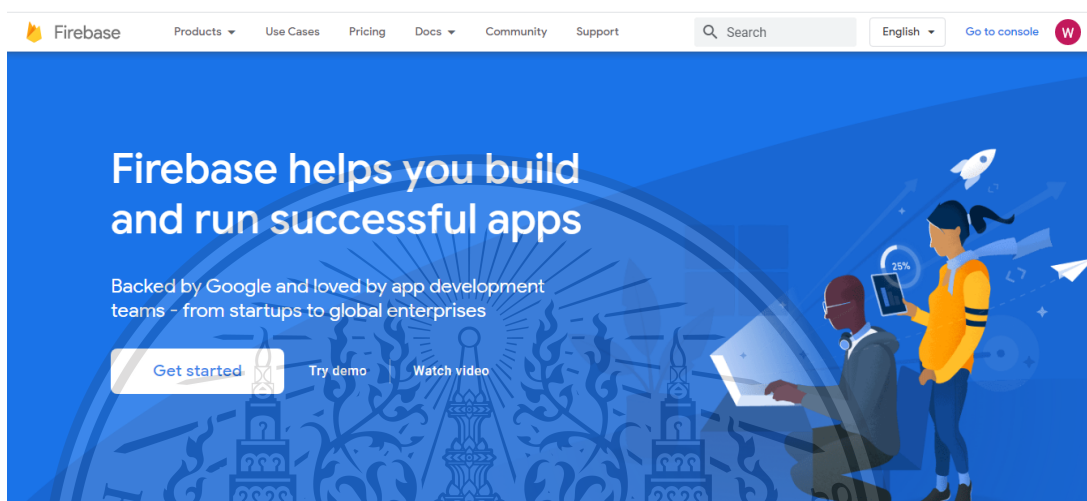 Firebase Products Use Cases Pricing Docs Community Support Search English Go to console W
Firebase helps you build
and run successful apps
25%
Backed by Google and loved by app development
teams - from startups to global enterprises
Get started Try demo Watch video